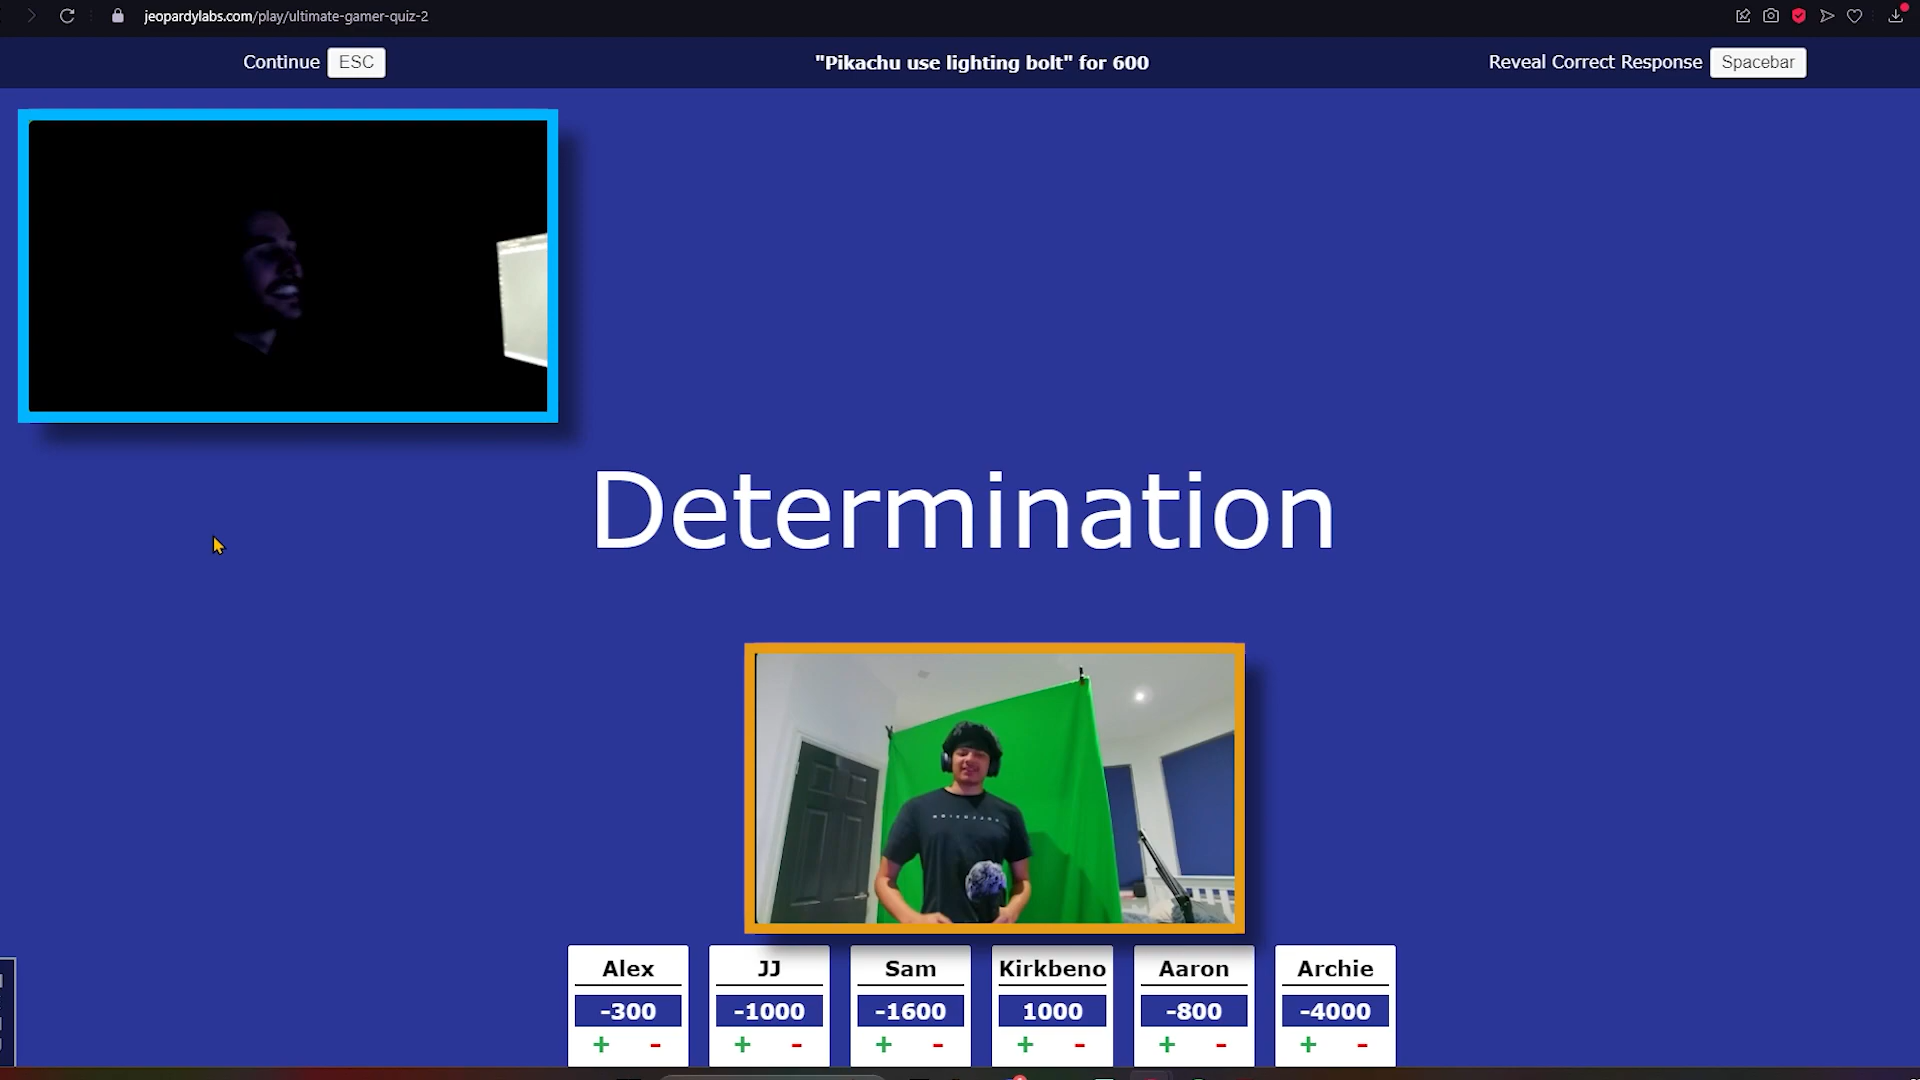 jeopardylabs.com/play/ultimate-gamer-quiz-2
Continue ESC
"Pikachu use lighting bolt" for 600
Reveal Correct Response Spacebar
Determination
Alex JJ Sam Kirkbeno Aaron Archie
-300 -1000 -1600 1000 -800 -4000
+ - + - + - + - + - + -